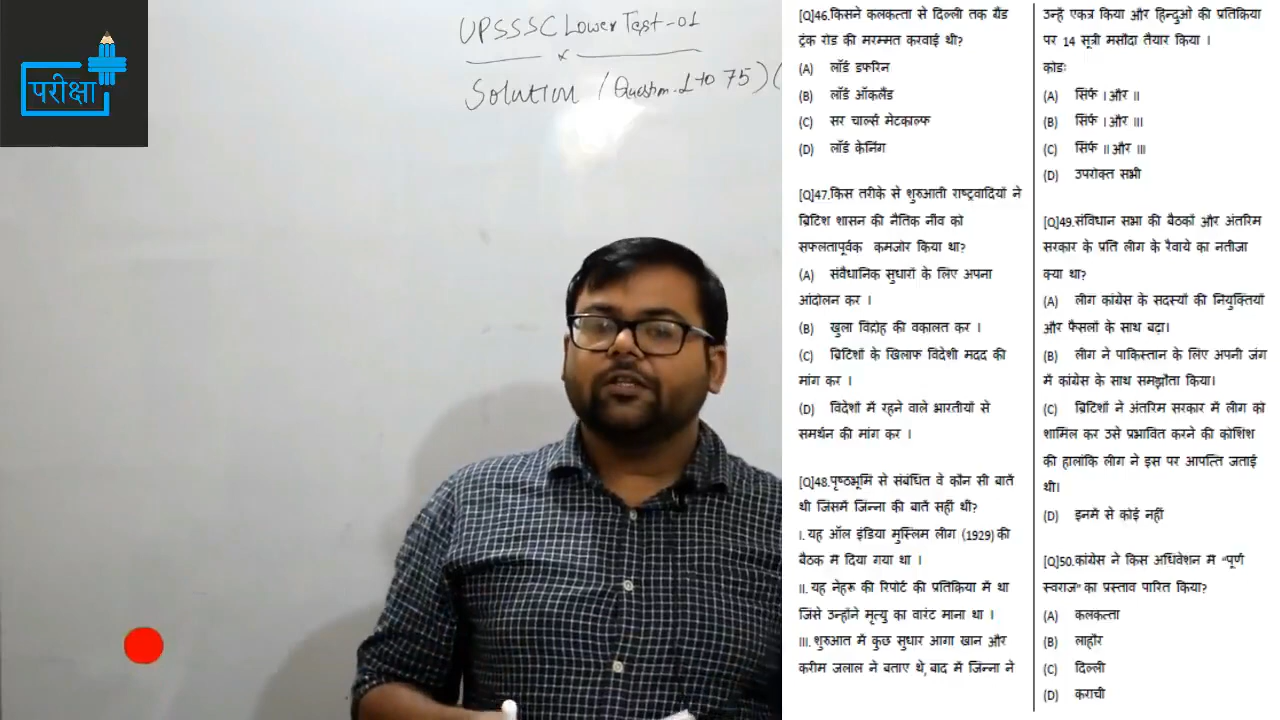 परीक्षा
UPSSSC Lower Test-01
Solution (Question.1 to 75)(
[Q]46.किसने कलकत्ता से दिल्ली तक ग्रैंड
ट्रंक रोड की मरम्मत करवाई थी?
(A) लॉर्ड डफरिन
(B) लॉर्ड ऑकलैंड
(C) सर चार्ल्स मेटकाल्फ
(D) लॉर्ड केनिंग
[Q]47.किस तरीके से शुरुआती राष्ट्रवादियों ने
ब्रिटिश शासन की नैतिक नींव को
सफलतापूर्वक कमजोर किया था?
(A) संवैधानिक सुधारों के लिए अपना
आंदोलन कर ।
(B) खुला विद्रोह की वकालत कर ।
(C) ब्रिटिशों के खिलाफ विदेशी मदद की
मांग कर ।
(D) विदेशों में रहने वाले भारतीयों से
समर्थन की मांग कर ।
[Q]48.पृष्ठभूमि से संबंधित वे कौन सी बातें
थी जिसमें जिन्ना की बातें सहीं थी?
I. यह ऑल इंडिया मुस्लिम लीग (1929) की
बैठक में दिया गया था ।
II. यह नेहरू की रिपोर्ट की प्रतिक्रिया में था
जिसे उन्होंने मृत्यु का वारंट माना था ।
III. शुरुआत में कुछ सुधार आगा खान और
करीम जलाल ने बताए थे, बाद में जिन्ना ने
उन्हें एकत्र किया और हिन्दुओं की प्रतिक्रिया
पर 14 सूत्री मसौदा तैयार किया ।
कोडः
(A) सिर्फ I और II
(B) सिर्फ I और III
(C) सिर्फ II और III
(D) उपरोक्त सभी
[Q]49.संविधान सभा की बैठकों और अंतरिम
सरकार के प्रति लीग के रैवाये का नतीजा
क्या था?
(A) लीग कांग्रेस के सदस्यों की नियुक्तियों
और फैसलों के साथ बढ़ा।
(B) लीग ने पाकिस्तान के लिए अपनी जंग
में कांग्रेस के साथ समझौता किया।
(C) ब्रिटिशों ने अंतरिम सरकार में लीग को
शामिल कर उसे प्रभावित करने की कोशिश
की हालांकि लीग ने इस पर आपत्ति जताई
थी।
(D) इनमें से कोई नहीं
[Q]50.कांग्रेस ने किस अधिवेशन में “पूर्ण
स्वराज” का प्रस्ताव पारित किया?
(A) कलकत्ता
(B) लाहौर
(C) दिल्ली
(D) कराची